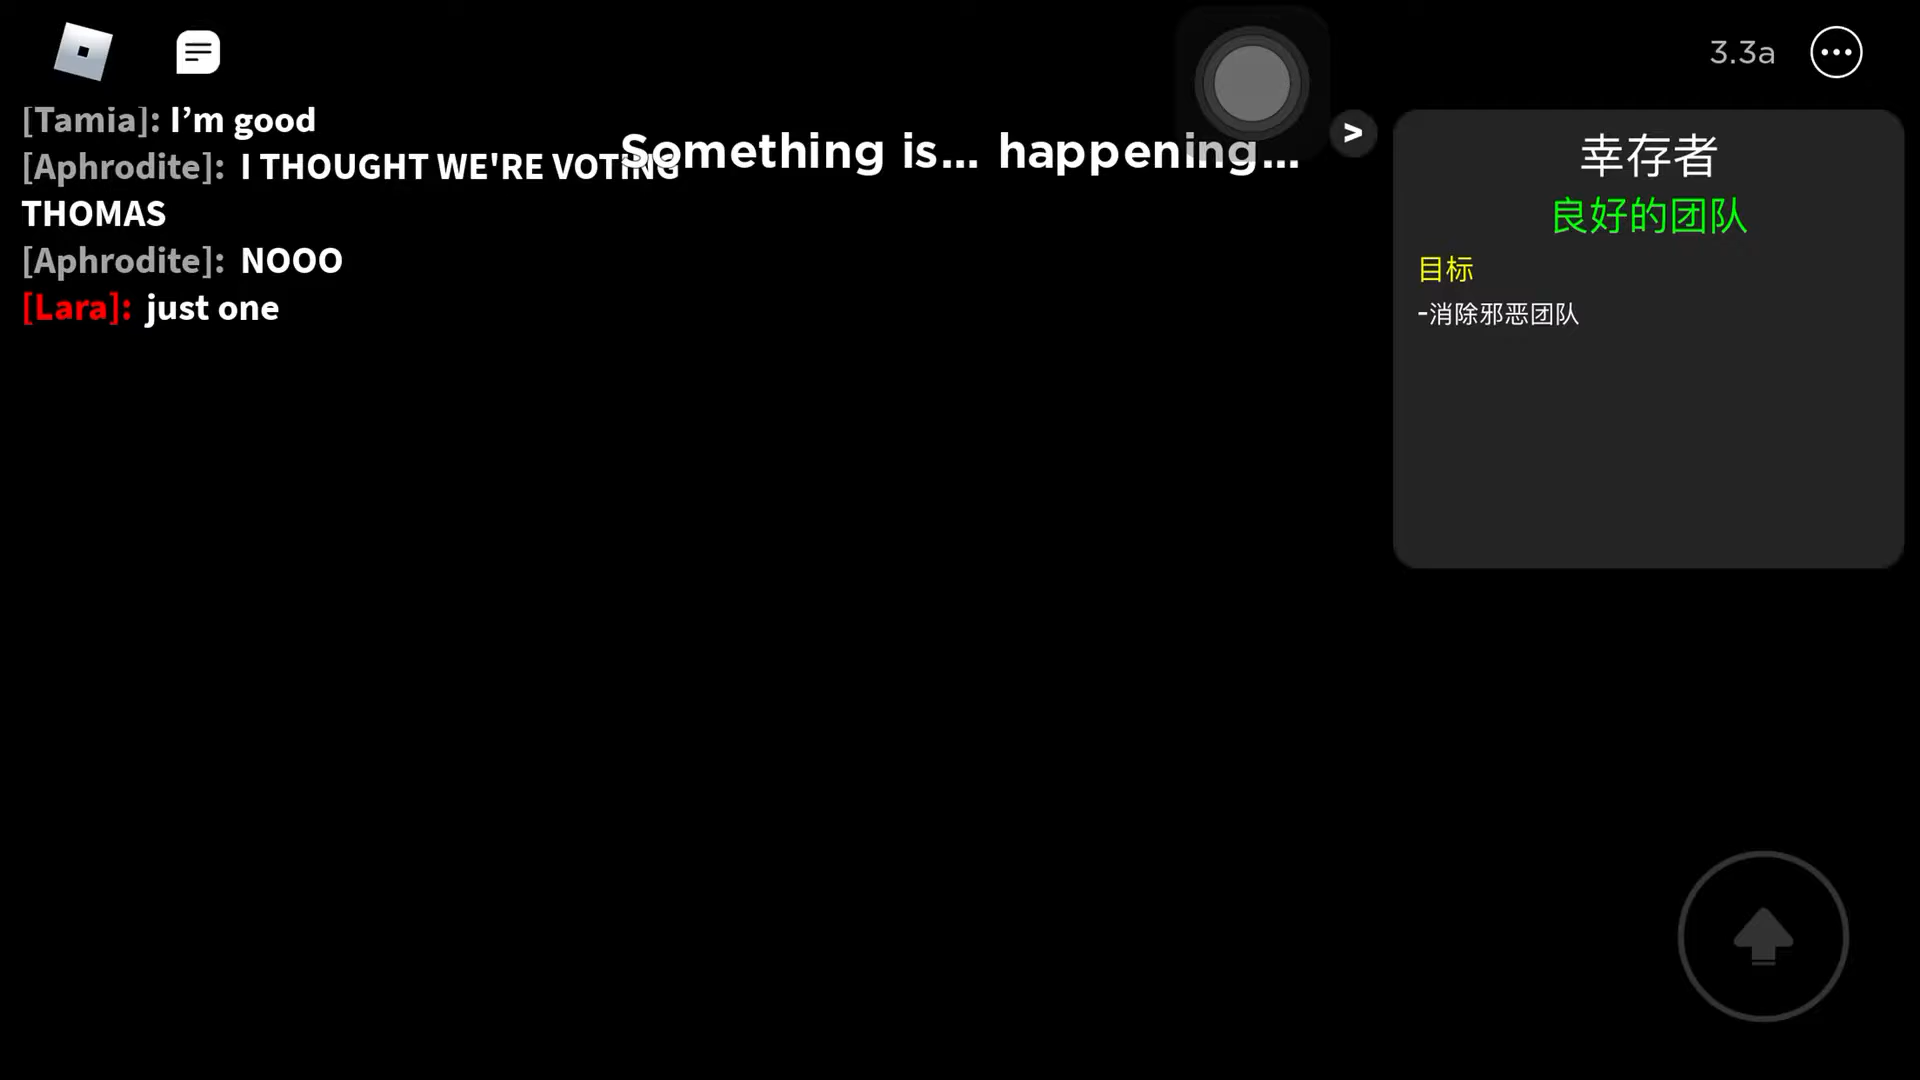 3.3a
[Tamia]: I’m good
[Aphrodite]: I THOUGHT WE'RE VOTING
THOMAS
[Aphrodite]: NOOO
[Lara]: just one
Something is... happening...
>
幸存者
良好的团队
目标
-消除邪恶团队